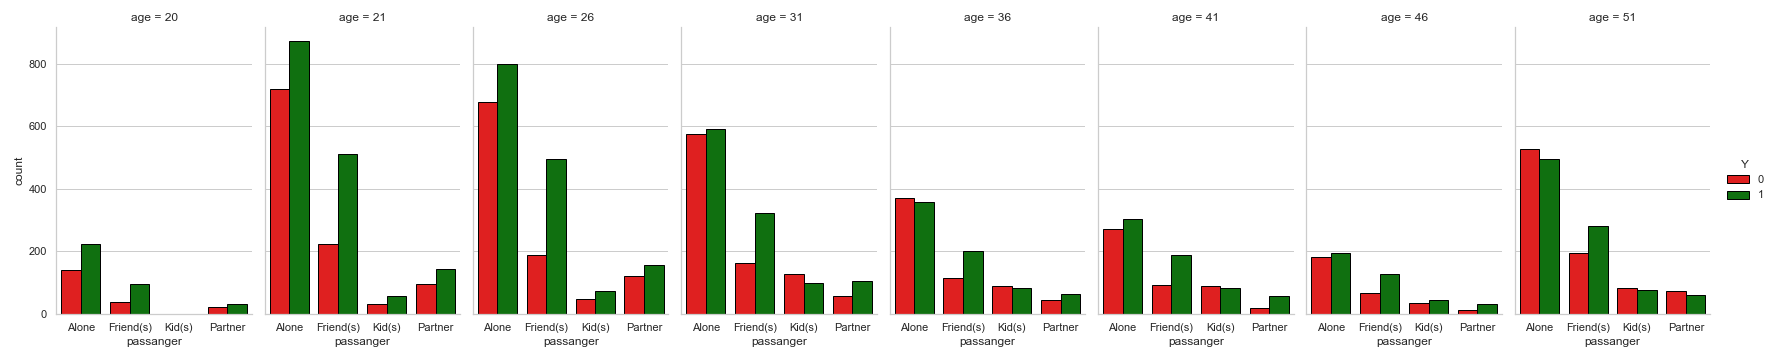 age = 20
age = 21
age = 26
age = 31
age = 36
age = 41
age = 46
age = 51
800
600
400
200
0
count
Alone Friend(s) Kid(s) Partner
passanger
Alone Friend(s) Kid(s) Partner
passanger
Alone Friend(s) Kid(s) Partner
passanger
Alone Friend(s) Kid(s) Partner
passanger
Alone Friend(s) Kid(s) Partner
passanger
Alone Friend(s) Kid(s) Partner
passanger
Alone Friend(s) Kid(s) Partner
passanger
Alone Friend(s) Kid(s) Partner
passanger
Y
0
1